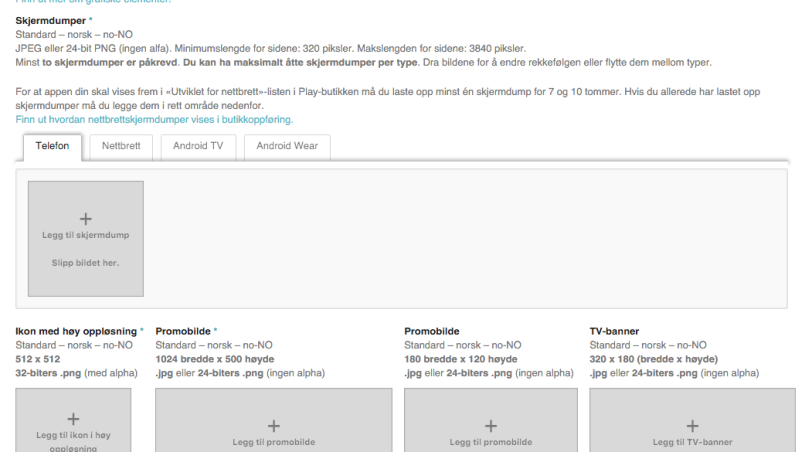 Finn ut mer om grafiske elementer.
Skjermdumper *
Standard – norsk – no-NO
JPEG eller 24-bit PNG (ingen alfa). Minimumslengde for sidene: 320 piksler. Makslengden for sidene: 3840 piksler.
Minst to skjermdumper er påkrevd. Du kan ha maksimalt åtte skjermdumper per type. Dra bildene for å endre rekkefølgen eller flytte dem mellom typer.
For at appen din skal vises frem i «Utviklet for nettbrett»-listen i Play-butikken må du laste opp minst én skjermdump for 7 og 10 tommer. Hvis du allerede har lastet opp
skjermdumper må du legge dem i rett område nedenfor.
Finn ut hvordan nettbrettskjermdumper vises i butikkoppføring.
Telefon Nettbrett Android TV Android Wear
+
Legg til skjermdump
Slipp bildet her.
Ikon med høy oppløsning * Promobilde * Promobilde TV-banner
Standard – norsk – no-NO Standard – norsk – no-NO Standard – norsk – no-NO Standard – norsk – no-NO
512 x 512 1024 bredde x 500 høyde 180 bredde x 120 høyde 320 x 180 (bredde x høyde)
32-biters .png (med alpha) .jpg eller 24-biters .png (ingen alpha) .jpg eller 24-biters .png (ingen alpha) .jpg eller 24-biters .png (ingen alpha)
+ + + +
Legg til ikon i høy Legg til promobilde Legg til promobilde Legg til TV-banner
oppløsning